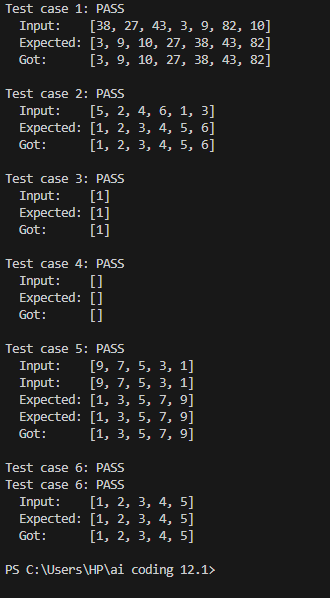 Test case 1: PASS
  Input:    [38, 27, 43, 3, 9, 82, 10]
  Expected: [3, 9, 10, 27, 38, 43, 82]
  Got:      [3, 9, 10, 27, 38, 43, 82]

Test case 2: PASS
  Input:    [5, 2, 4, 6, 1, 3]
  Expected: [1, 2, 3, 4, 5, 6]
  Got:      [1, 2, 3, 4, 5, 6]

Test case 3: PASS
  Input:    [1]
  Expected: [1]
  Got:      [1]

Test case 4: PASS
  Input:    []
  Expected: []
  Got:      []

Test case 5: PASS
  Input:    [9, 7, 5, 3, 1]
  Input:    [9, 7, 5, 3, 1]
  Expected: [1, 3, 5, 7, 9]
  Expected: [1, 3, 5, 7, 9]
  Got:      [1, 3, 5, 7, 9]

Test case 6: PASS
Test case 6: PASS
  Input:    [1, 2, 3, 4, 5]
  Expected: [1, 2, 3, 4, 5]
  Got:      [1, 2, 3, 4, 5]

PS C:\Users\HP\ai coding 12.1>